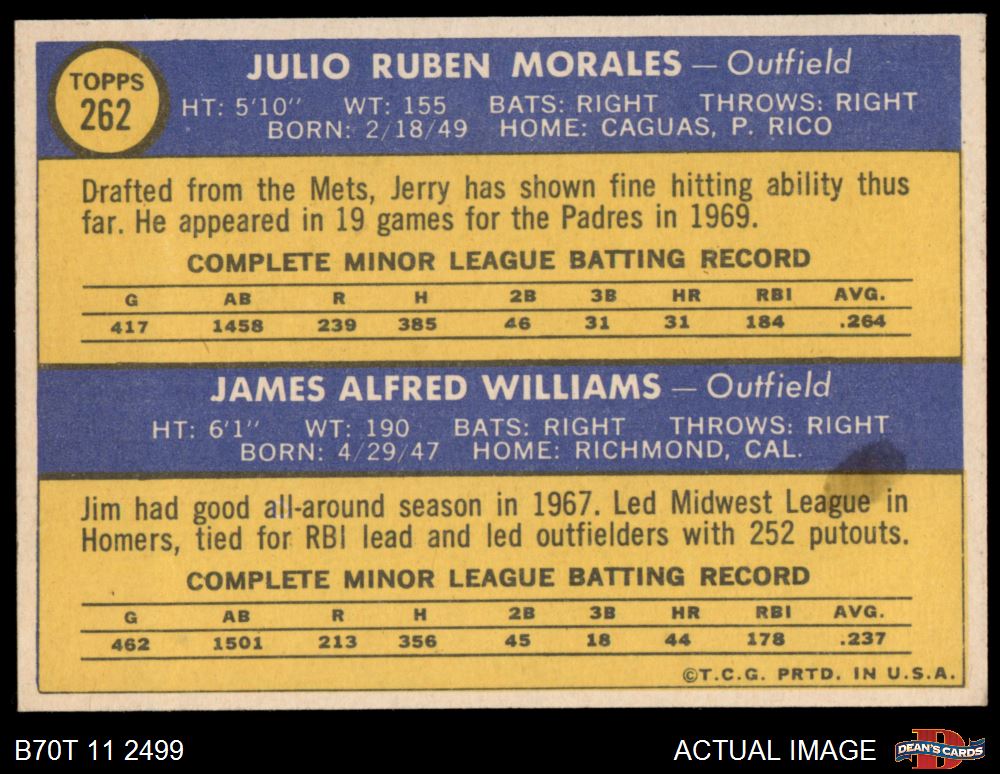 TOPPS
262
JULIO RUBEN MORALES — Outfield
HT: 5'10" WT: 155 BATS: RIGHT THROWS: RIGHT
BORN: 2/18/49 HOME: CAGUAS, P. RICO
Drafted from the Mets, Jerry has shown fine hitting ability thus
far. He appeared in 19 games for the Padres in 1969.
COMPLETE MINOR LEAGUE BATTING RECORD
G AB R H 2B 3B HR RBI AVG.
417 1458 239 385 46 31 31 184 .264
JAMES ALFRED WILLIAMS — Outfield
HT: 6'1" WT: 190 BATS: RIGHT THROWS: RIGHT
BORN: 4/29/47 HOME: RICHMOND, CAL.
Jim had good all-around season in 1967. Led Midwest League in
Homers, tied for RBI lead and led outfielders with 252 putouts.
COMPLETE MINOR LEAGUE BATTING RECORD
G AB R H 2B 3B HR RBI AVG.
462 1501 213 356 45 18 44 178 .237
©T.C.G. PRTD. IN U.S.A.
B70T 11 2499 ACTUAL IMAGE
D
DEAN'S CARDS